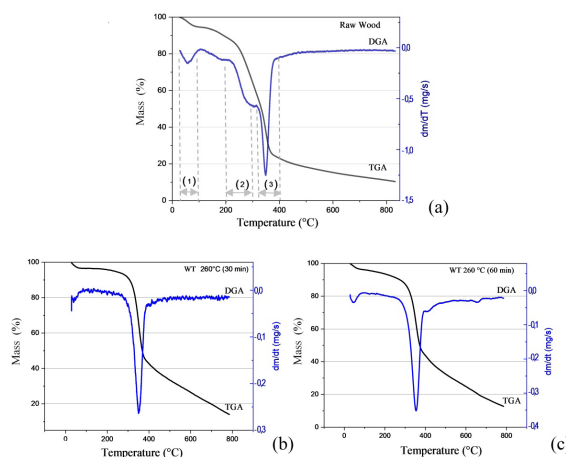 Raw Wood
DGA
TGA
(1)
(2)
(3)
100
80
60
40
20
0
Mass (%)
0
200
400
600
800
Temperature (°C)
0,0
-0,5
-1,0
-1,5
dm/dT (mg/s)
(a)
WT 260°C (30 min)
DGA
TGA
100
80
60
40
20
Mass (%)
0
200
400
600
800
Temperature (°C)
0,0
-0,1
-0,2
-0,3
dm/dt (mg/s)
(b)
WT 260 °C (60 min)
DGA
TGA
100
80
60
40
20
0
Mass (%)
0
200
400
600
800
Temperature (°C)
0,0
-0,1
-0,2
-0,3
-0,4
dm/dt (mg/s)
(c